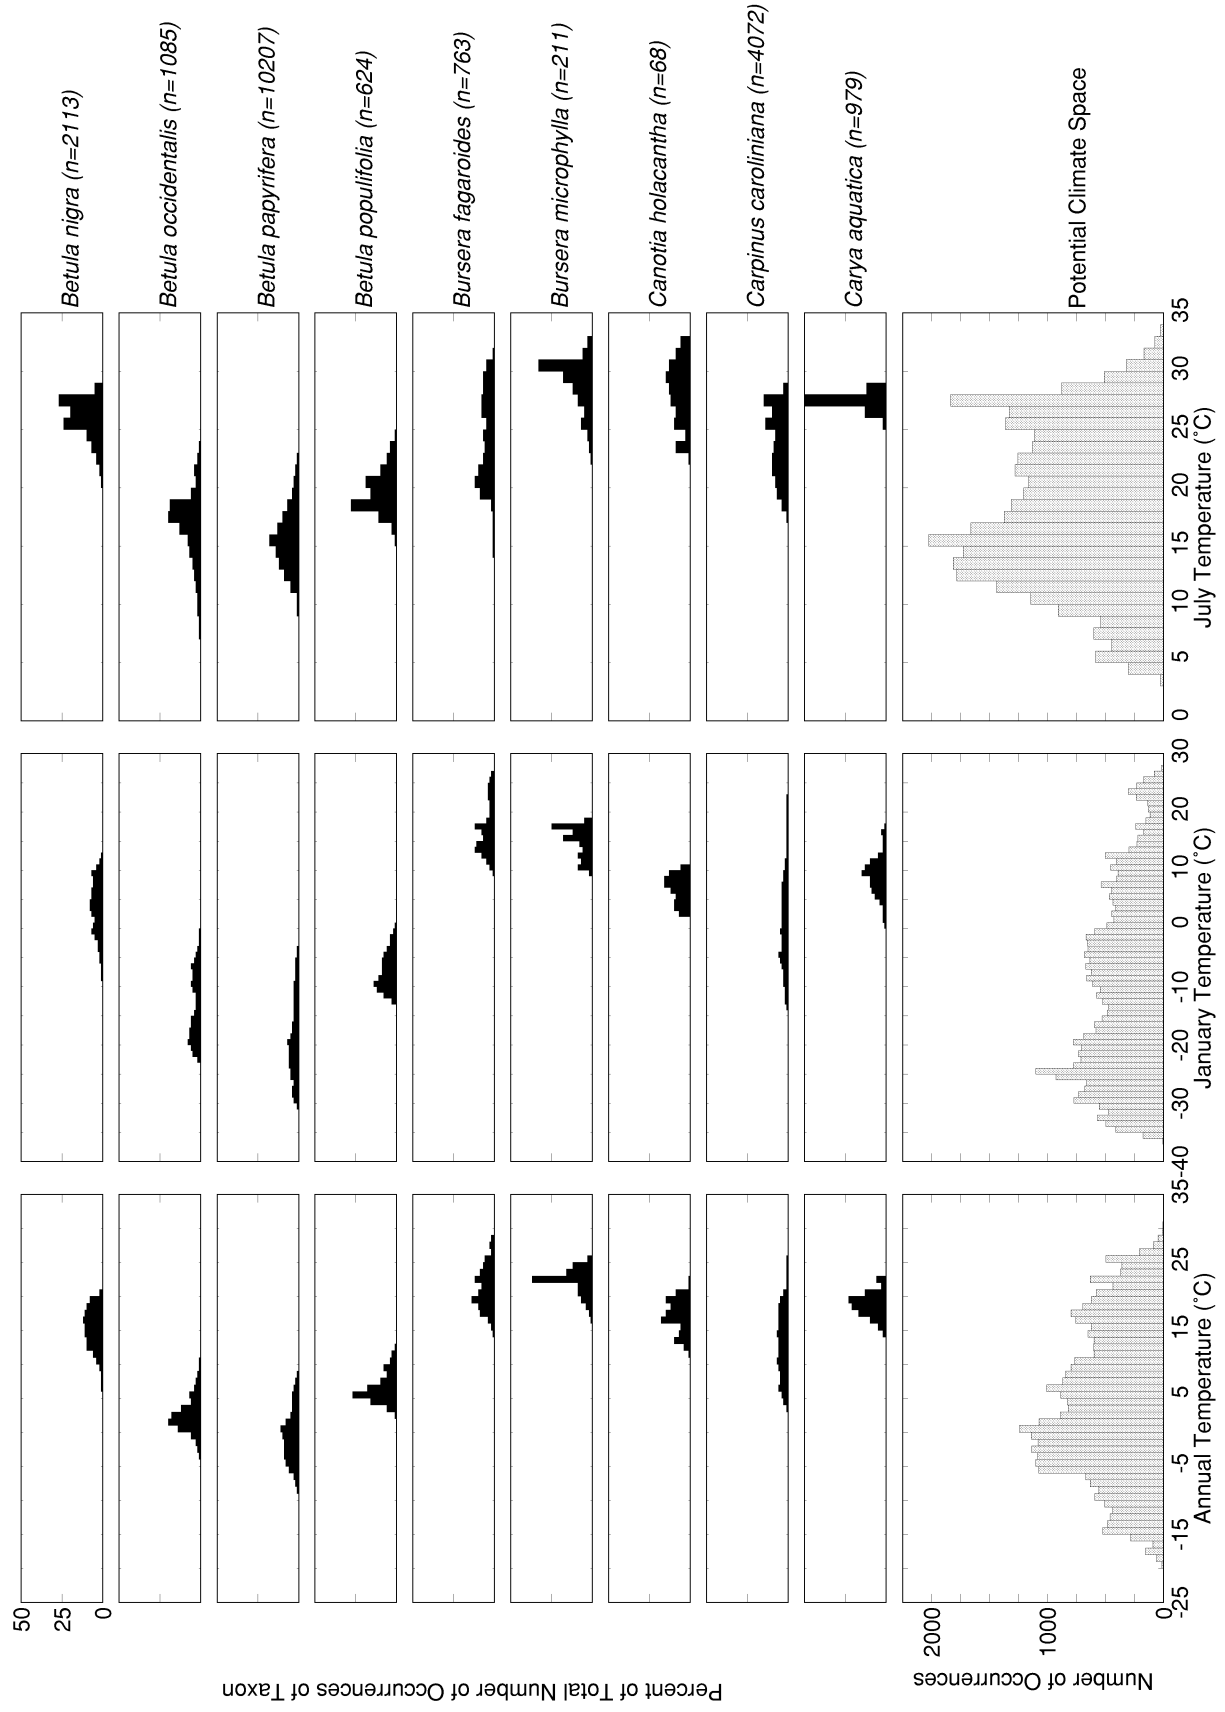 Betula nigra (n=2113)
Betula occidentalis (n=1085)
Betula papyrifera (n=10207)
Betula populifolia (n=624)
Bursera fagaroides (n=763)
Bursera microphylla (n=211)
Canotia holacantha (n=68)
Carpinus caroliniana (n=4072)
Carya aquatica (n=979)
Potential Climate Space
50
25
0
Percent of Total Number of Occurrences of Taxon
2000
1000
0
Number of Occurrences
-25 -15 -5 5 15 25 35
Annual Temperature (˚C)
-40 -30 -20 -10 0 10 20 30
January Temperature (˚C)
0 5 10 15 20 25 30 35
July Temperature (˚C)